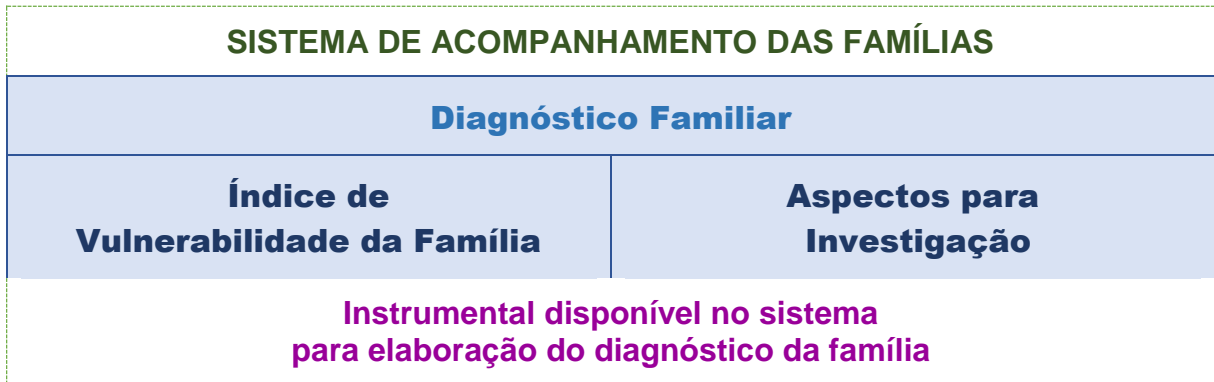 SISTEMA DE ACOMPANHAMENTO DAS FAMÍLIAS
Diagnóstico Familiar
Índice de
Vulnerabilidade da Família
Aspectos para
Investigação
Instrumental disponível no sistema
para elaboração do diagnóstico da família